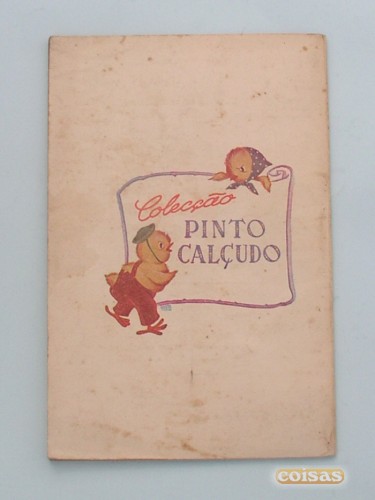 Colecção
PINTO
CALÇUDO
coisas